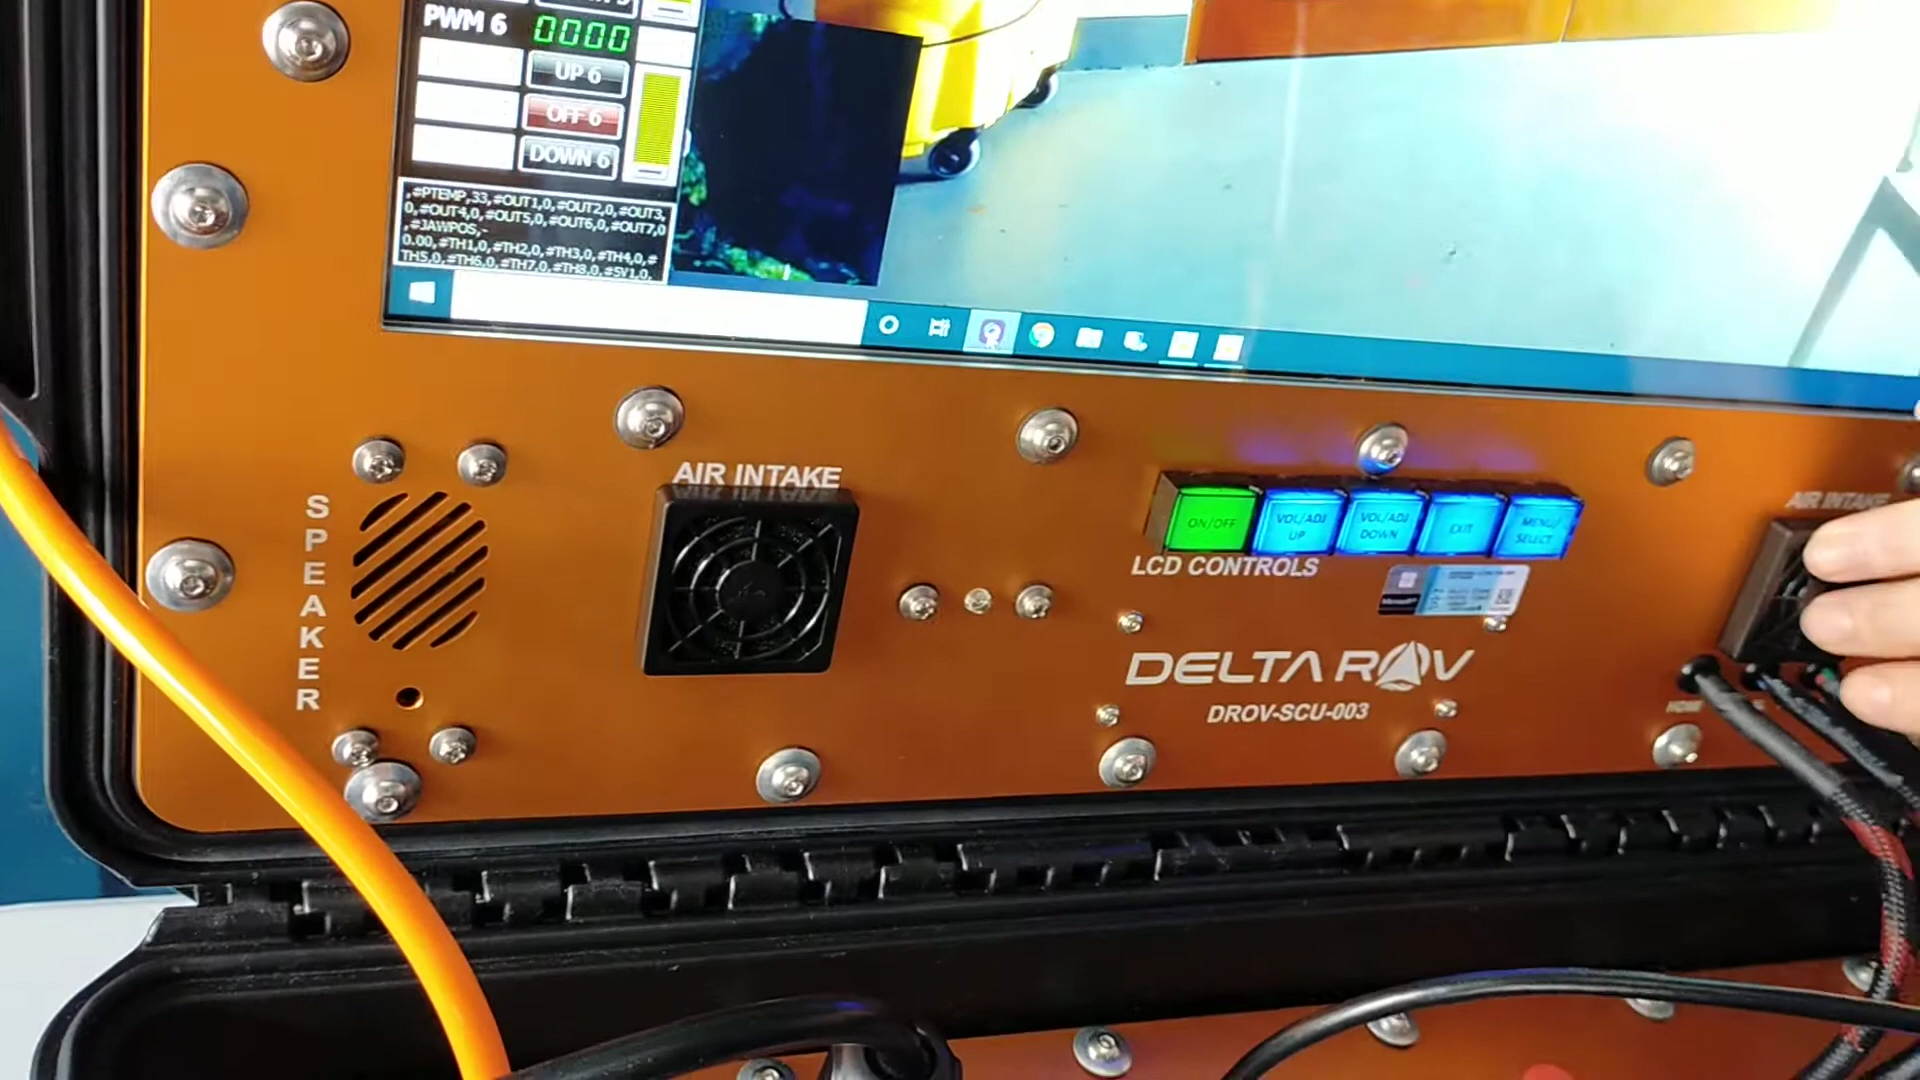 PWM 6
0000
UP 6
OFF 6
DOWN 6
,#PTEMP,33,#OUT1,0,#OUT2,0,#OUT3,
0,#OUT4,0,#OUT5,0,#OUT6,0,#OUT7,0
,#JAWPOS,-
0.00,#TH1,0,#TH2,0,#TH3,0,#TH4,0,#
TH5,0,#TH6,0,#TH7,0,#TH8,0,#SV1,0,
SPEAKER
AIR INTAKE
ON/OFF
VOL/ADJ
UP
VOL/ADJ
DOWN
EXIT
MENU/
SELECT
LCD CONTROLS
Microsoft
DELTA ROV
DROV-SCU-003
AIR INTAKE
HDMI